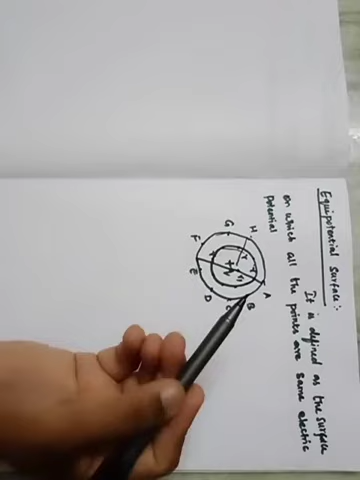 Equipotential Surface:-
It is defined as the surface
on which all the points are same electric
Potential
A
B
C
D
E
F
G
H
r
r
+q